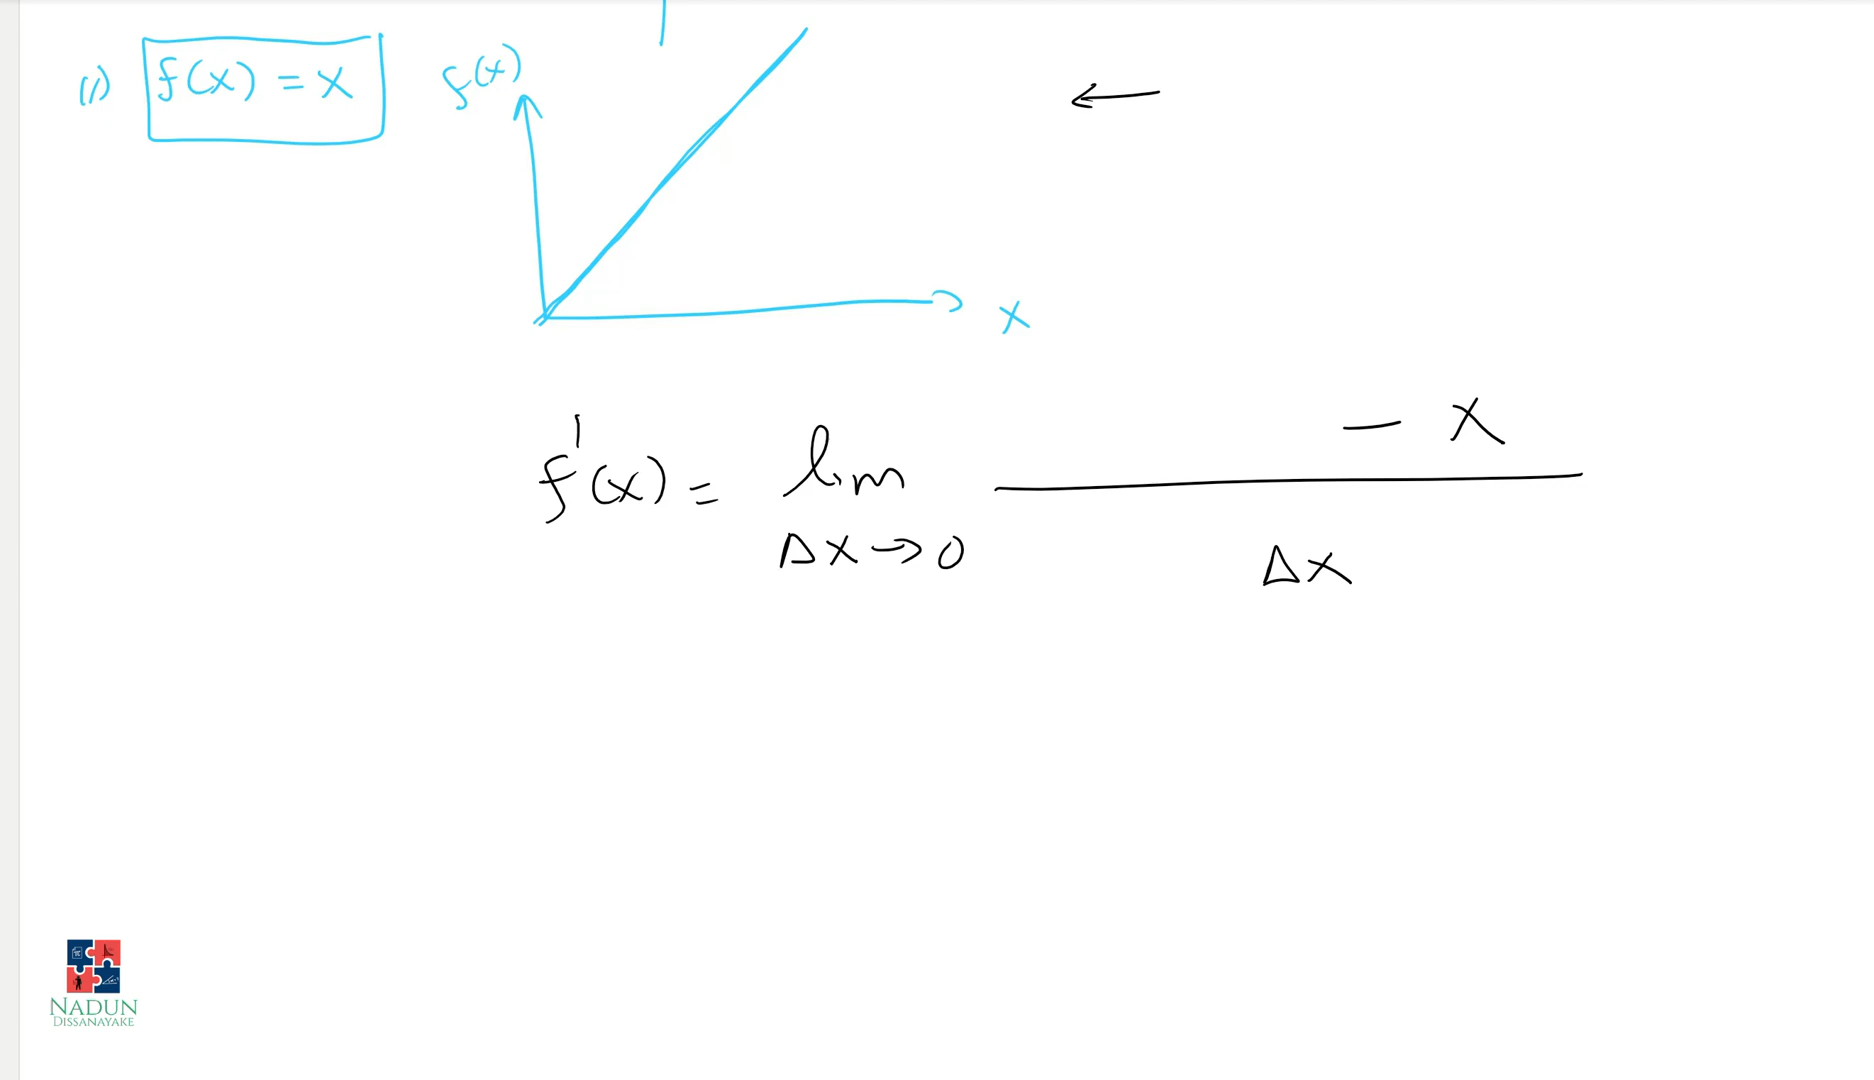 (1) f(x) = x
f(x)
x
f'(x) = lim Δx→0 — x
Δx
NADUN
DISSANAYAKE